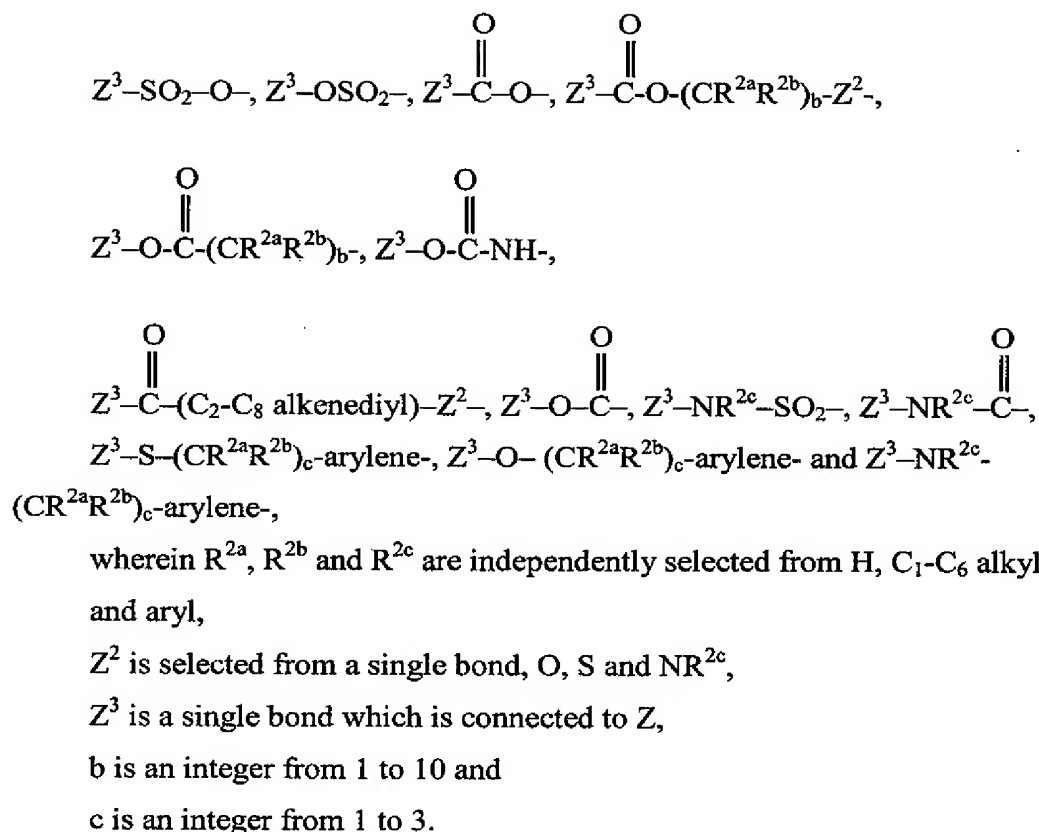 O O
|| ||
Z³–SO₂–O–, Z³–OSO₂–, Z³–C–O–, Z³–C-O-(CR²ᵃR²ᵇ)b-Z²-,
O O
|| ||
Z³–O-C-(CR²ᵃR²ᵇ)b-, Z³–O-C-NH-,
O O O
|| || ||
Z³–C–(C₂-C₈ alkenediyl)–Z²–, Z³–O–C–, Z³–NR²ᶜ–SO₂–, Z³–NR²ᶜ–C–,
Z³–S–(CR²ᵃR²ᵇ)c-arylene-, Z³–O– (CR²ᵃR²ᵇ)c-arylene- and Z³–NR²ᶜ-
(CR²ᵃR²ᵇ)c-arylene-,
wherein R²ᵃ, R²ᵇ and R²ᶜ are independently selected from H, C₁-C₆ alkyl
and aryl,
Z² is selected from a single bond, O, S and NR²ᶜ,
Z³ is a single bond which is connected to Z,
b is an integer from 1 to 10 and
c is an integer from 1 to 3.